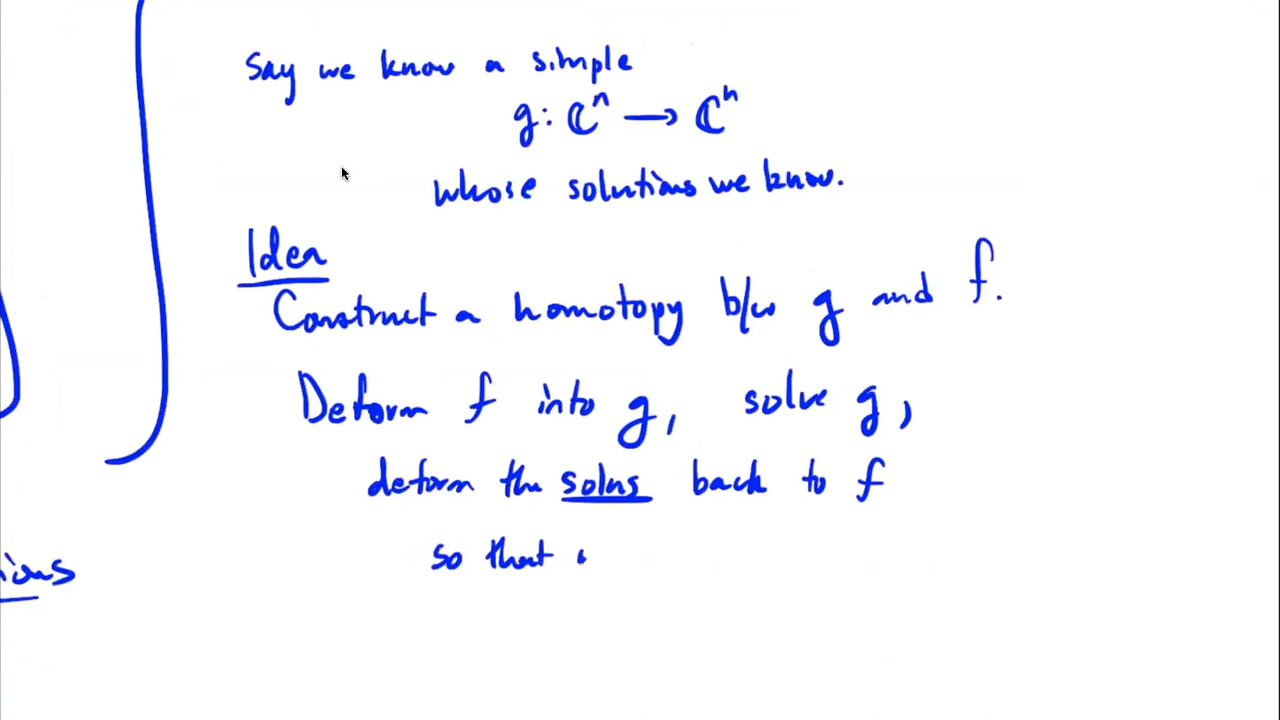 Say we know a simple
g: ℂⁿ → ℂⁿ
whose solutions we know.
Idea
Construct a homotopy b/w g and f.
Deform f into g, solve g,
deform the solns back to f
so that
ions